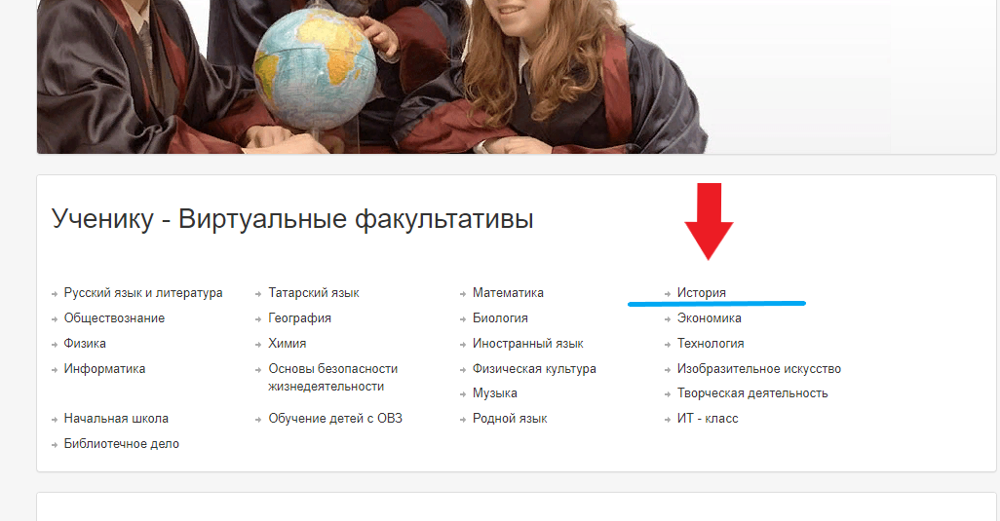 Ученику - Виртуальные факультативы
Русский язык и литература
Татарский язык
Математика
История
Обществознание
География
Биология
Экономика
Физика
Химия
Иностранный язык
Технология
Информатика
Основы безопасности
жизнедеятельности
Физическая культура
Изобразительное искусство
Музыка
Творческая деятельность
Начальная школа
Обучение детей с ОВЗ
Родной язык
ИТ - класс
Библиотечное дело